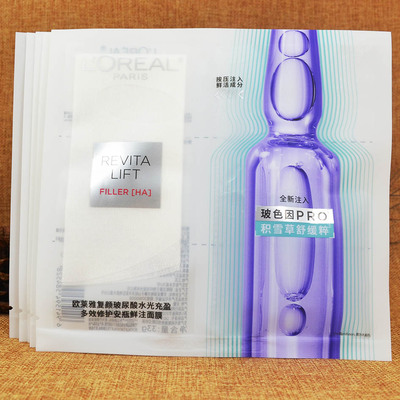 L'ORÉAL
PARIS
REVITA
LIFT
FILLER [HA]
欧莱雅复颜玻尿酸水光充盈
多效修护安瓶鲜注面膜
按压注入
鲜活成分
全新注入
玻色因PRO
积雪草舒缓粹